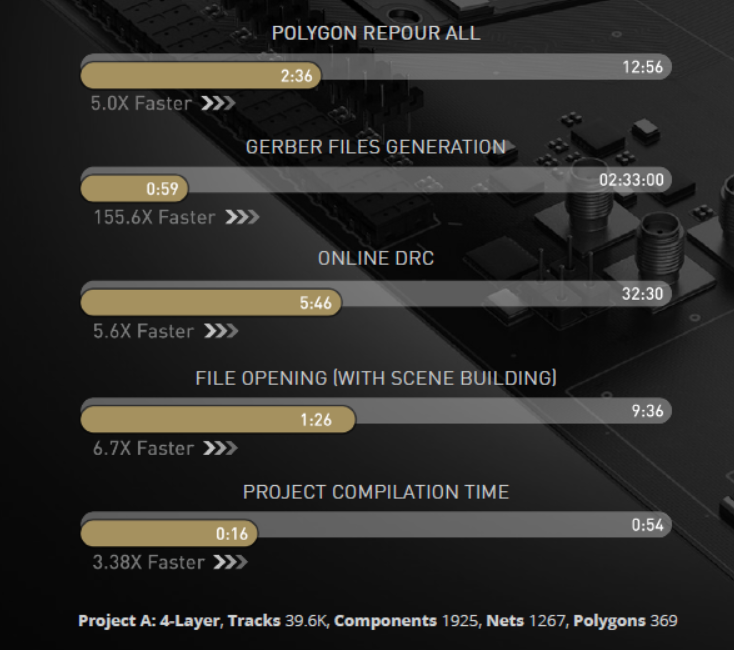 POLYGON REPOUR ALL
2:36 12:56
5.0X Faster
GERBER FILES GENERATION
0:59 02:33:00
155.6X Faster
ONLINE DRC
5:46 32:30
5.6X Faster
FILE OPENING (WITH SCENE BUILDING)
1:26 9:36
6.7X Faster
PROJECT COMPILATION TIME
0:16 0:54
3.38X Faster
Project A: 4-Layer, Tracks 39.6K, Components 1925, Nets 1267, Polygons 369